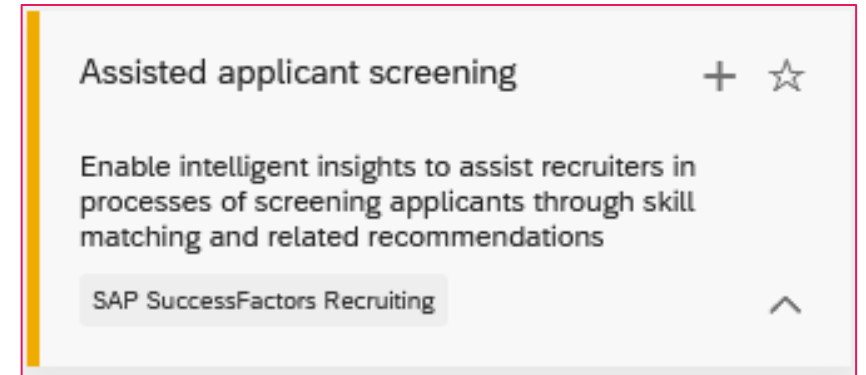 Assisted applicant screening
Enable intelligent insights to assist recruiters in
processes of screening applicants through skill
matching and related recommendations
SAP SuccessFactors Recruiting